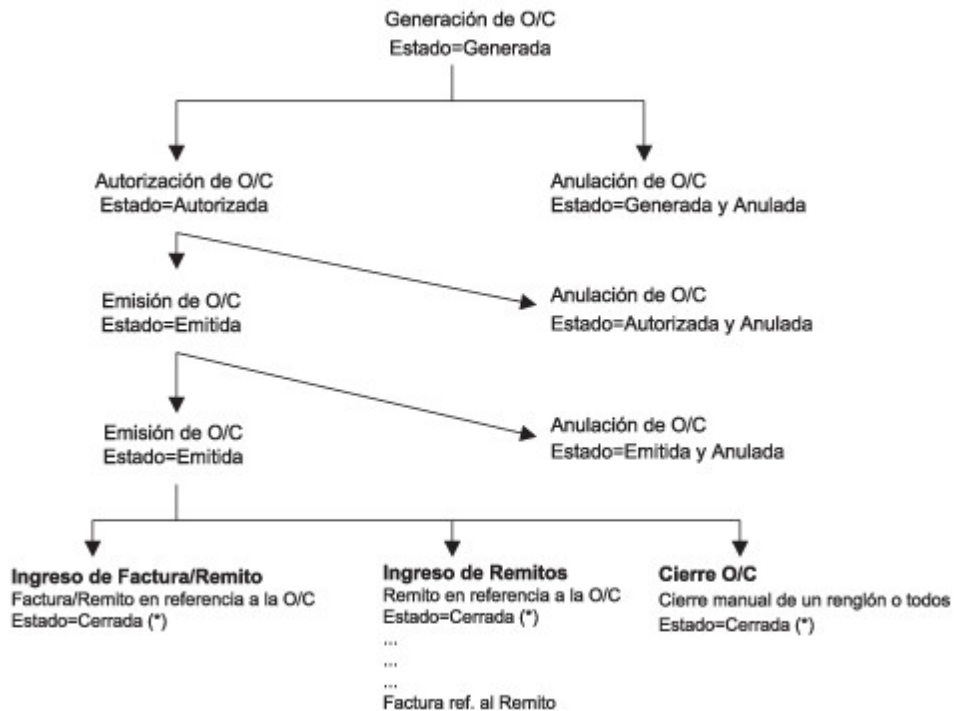 Generación de O/C
Estado=Generada
Autorización de O/C
Estado=Autorizada
Anulación de O/C
Estado=Generada y Anulada
Emisión de O/C
Estado=Emitida
Anulación de O/C
Estado=Autorizada y Anulada
Emisión de O/C
Estado=Emitida
Anulación de O/C
Estado=Emitida y Anulada
Ingreso de Factura/Remito
Factura/Remito en referencia a la O/C
Estado=Cerrada (*)
Ingreso de Remitos
Remito en referencia a la O/C
Estado=Cerrada (*)
...
...
...
Factura ref. al Remito
Cierre O/C
Cierre manual de un renglón o todos
Estado=Cerrada (*)